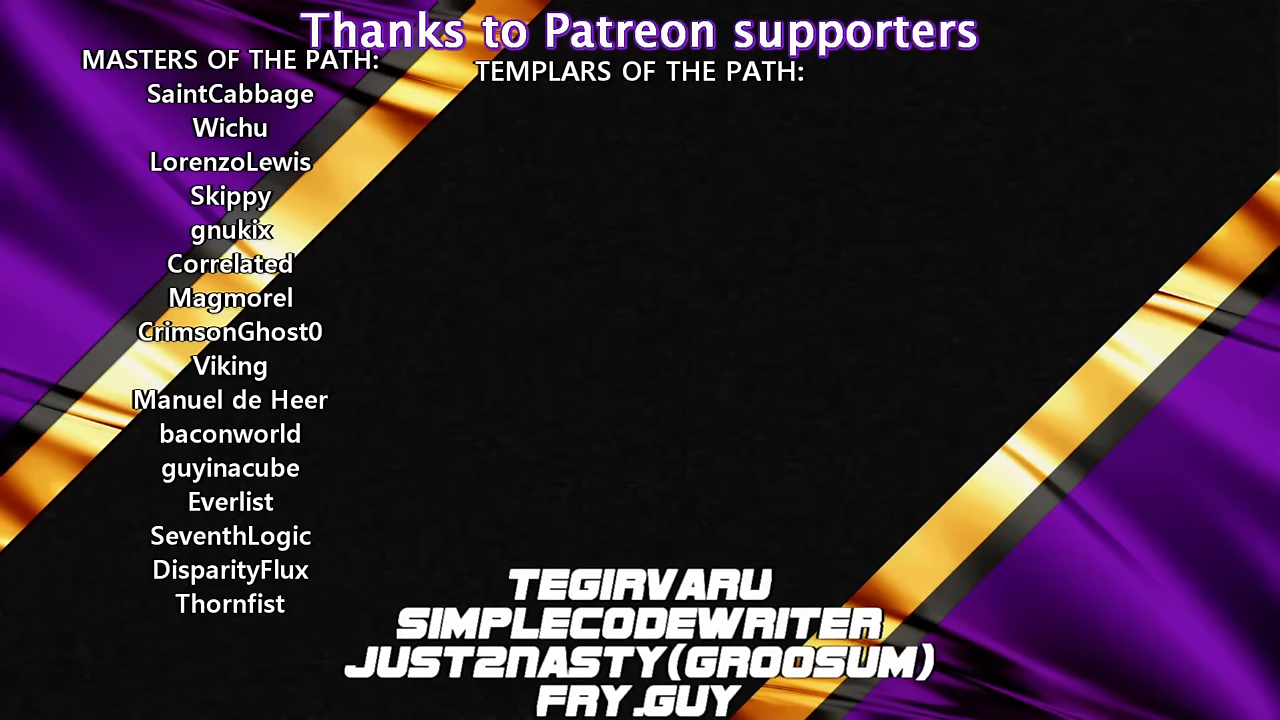 Thanks to Patreon supporters
MASTERS OF THE PATH:
SaintCabbage
Wichu
LorenzoLewis
Skippy
gnukix
Correlated
Magmorel
CrimsonGhost0
Viking
Manuel de Heer
baconworld
guyinacube
Everlist
SeventhLogic
DisparityFlux
Thornfist
TEMPLARS OF THE PATH:
TEGIRVARU
SIMPLECODEWRITER
JUST2NASTY(GROOSUM)
FRY.GUY